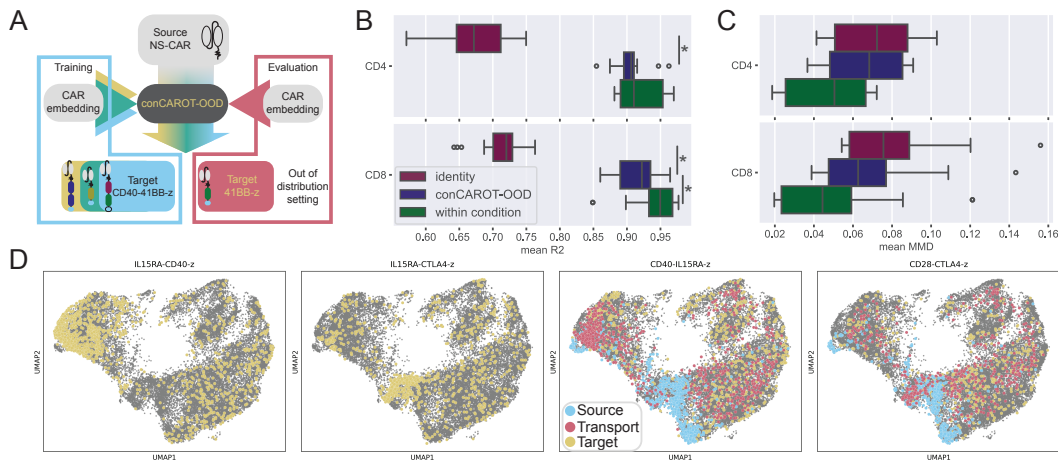 A
Source
NS-CAR
Training
Evaluation
CAR
embedding
conCAROT-OOD
CAR
embedding
Target
CD40-41BB-z
Target
41BB-z
Out of
distribution
setting
B
CD4
*
CD8
*
*
identity
conCAROT-OOD
within condition
0.60 0.65 0.70 0.75 0.80 0.85 0.90 0.95
mean R2
C
CD4
CD8
0.02 0.04 0.06 0.08 0.10 0.12 0.14 0.16
mean MMD
D
IL15RA-CD40-z
UMAP2
UMAP1
IL15RA-CTLA4-z
UMAP2
UMAP1
CD40-IL15RA-z
UMAP2
Source
Transport
Target
UMAP1
CD28-CTLA4-z
UMAP2
UMAP1